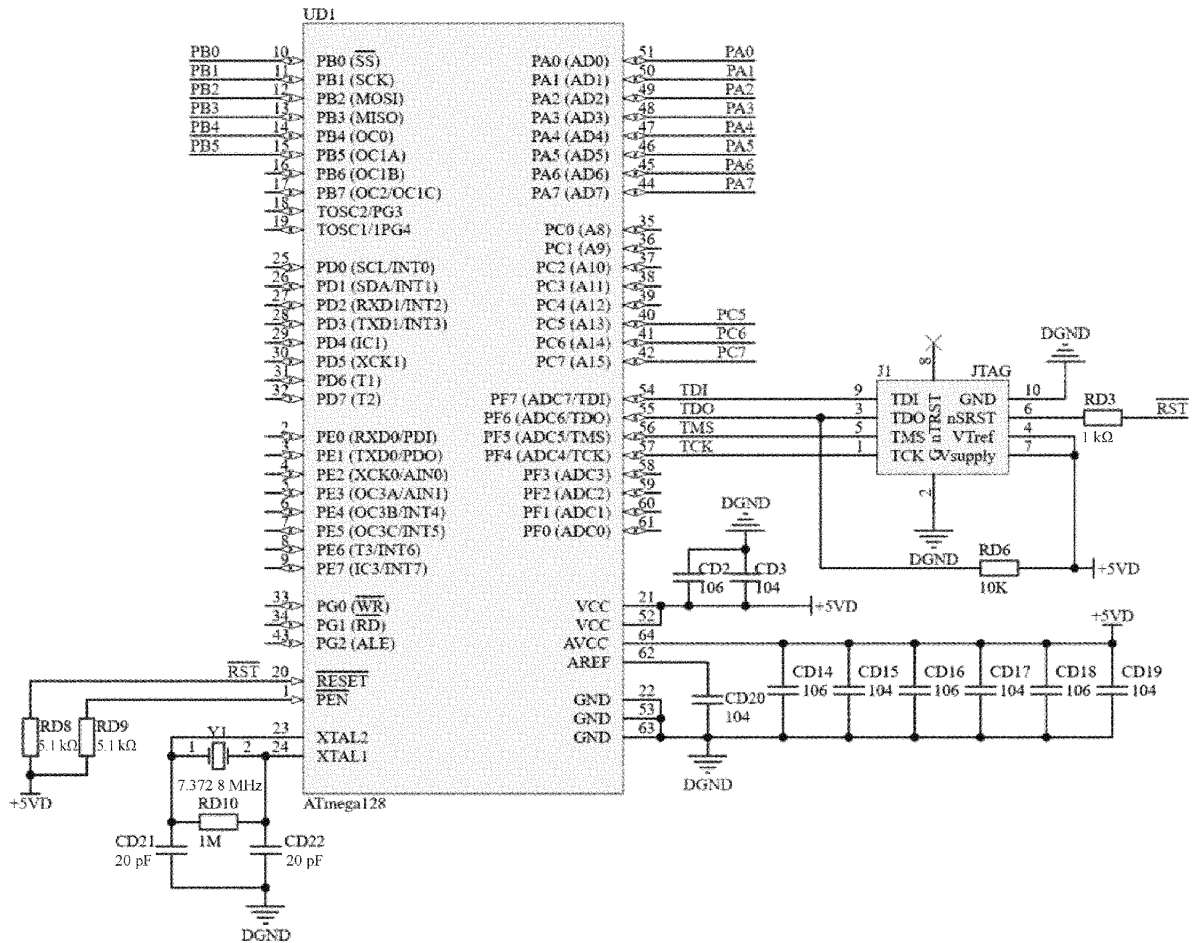 UD1
PB0 10 PB0 (SS) PA0 (AD0) 51 PA0
PB1 11 PB1 (SCK) PA1 (AD1) 50 PA1
PB2 12 PB2 (MOSI) PA2 (AD2) 49 PA2
PB3 13 PB3 (MISO) PA3 (AD3) 48 PA3
PB4 14 PB4 (OC0) PA4 (AD4) 47 PA4
PB5 15 PB5 (OC1A) PA5 (AD5) 46 PA5
16 PB6 (OC1B) PA6 (AD6) 45 PA6
17 PB7 (OC2/OC1C) PA7 (AD7) 44 PA7
18 TOSC2/PG3
19 TOSC1/1PG4 PC0 (A8) 35
PC1 (A9) 36
25 PD0 (SCL/INT0) PC2 (A10) 37
26 PD1 (SDA/INT1) PC3 (A11) 38
27 PD2 (RXD1/INT2) PC4 (A12) 39
28 PD3 (TXD1/INT3) PC5 (A13) 40 PC5
29 PD4 (IC1) PC6 (A14) 41 PC6
30 PD5 (XCK1) PC7 (A15) 42 PC7
31 PD6 (T1)
32 PD7 (T2) PF7 (ADC7/TDI) 54 TDI
PF6 (ADC6/TDO) 55 TDO
2 PE0 (RXD0/PDI) PF5 (ADC5/TMS) 56 TMS
3 PE1 (TXD0/PDO) PF4 (ADC4/TCK) 57 TCK
4 PE2 (XCK0/AIN0) PF3 (ADC3) 58
5 PE3 (OC3A/AIN1) PF2 (ADC2) 59
6 PE4 (OC3B/INT4) PF1 (ADC1) 60
7 PE5 (OC3C/INT5) PF0 (ADC0) 61
8 PE6 (T3/INT6)
9 PE7 (IC3/INT7)
33 PG0 (WR) VCC 21
34 PG1 (RD) VCC 52
43 PG2 (ALE) AVCC 64
AREF 62
RST 20 RESET
1 PEN GND 22
GND 53
23 XTAL2 GND 63
24 XTAL1
ATmega128
DGND
8
J1 JTAG
9 TDI GND 10
3 TDO nSRST 6 RD3 RST
1 kΩ
5 TMS VTref 4
1 TCK Vsupply 7
nTRST
G
2
DGND
RD6
10K
+5VD
DGND
CD2 CD3
106 104
+5VD
+5VD
CD14 CD15 CD16 CD17 CD18 CD19
106 104 106 104 106 104
CD20
104
DGND
RD8 RD9
5.1 kΩ 5.1 kΩ
+5VD
Y1
1 2
7.372 8 MHz
RD10
1M
CD21 CD22
20 pF 20 pF
DGND